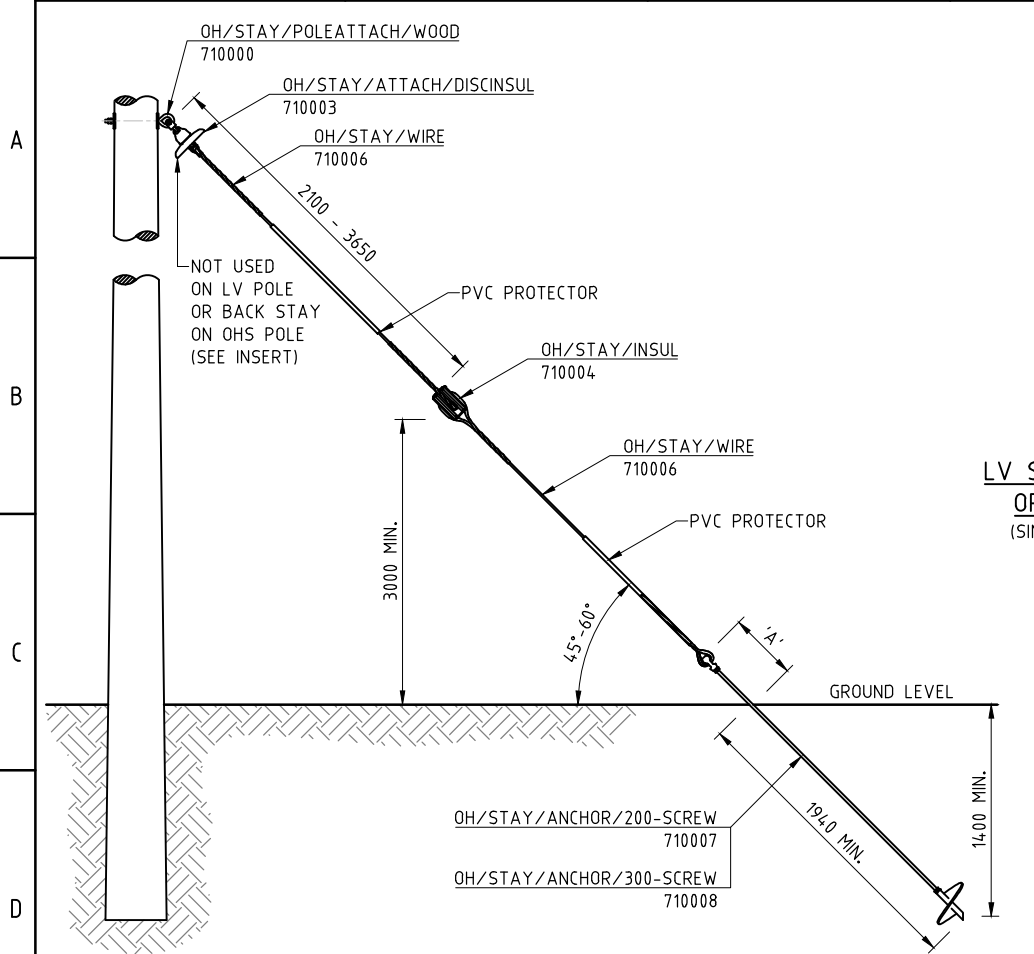 OH/STAY/POLEATTACH/WOOD
710000
OH/STAY/ATTACH/DISCINSUL
710003
A
OH/STAY/WIRE
710006
2100 - 3650
NOT USED
ON LV POLE
OR BACK STAY
ON OHS POLE
(SEE INSERT)
PVC PROTECTOR
OH/STAY/INSUL
710004
B
OH/STAY/WIRE
710006
LV S
OP
(SIN
PVC PROTECTOR
3000 MIN.
45°-60°
'A'
C
GROUND LEVEL
OH/STAY/ANCHOR/200-SCREW
710007
1940 MIN.
1400 MIN.
OH/STAY/ANCHOR/300-SCREW
710008
D